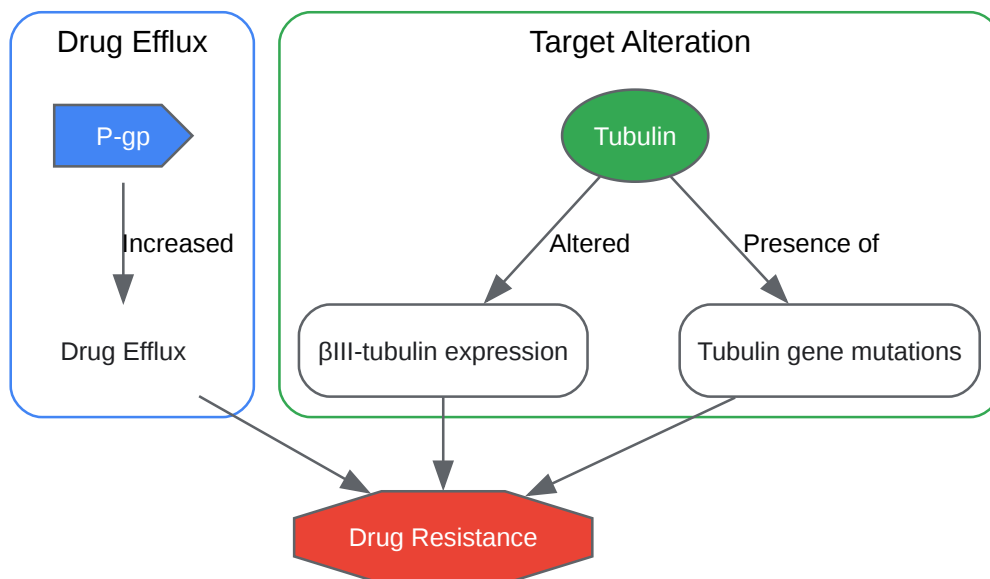 Drug Efflux
Target Alteration
P-gp
Tubulin
Increased
Altered
Presence of
Drug Efflux
βIII-tubulin expression
Tubulin gene mutations
Drug Resistance